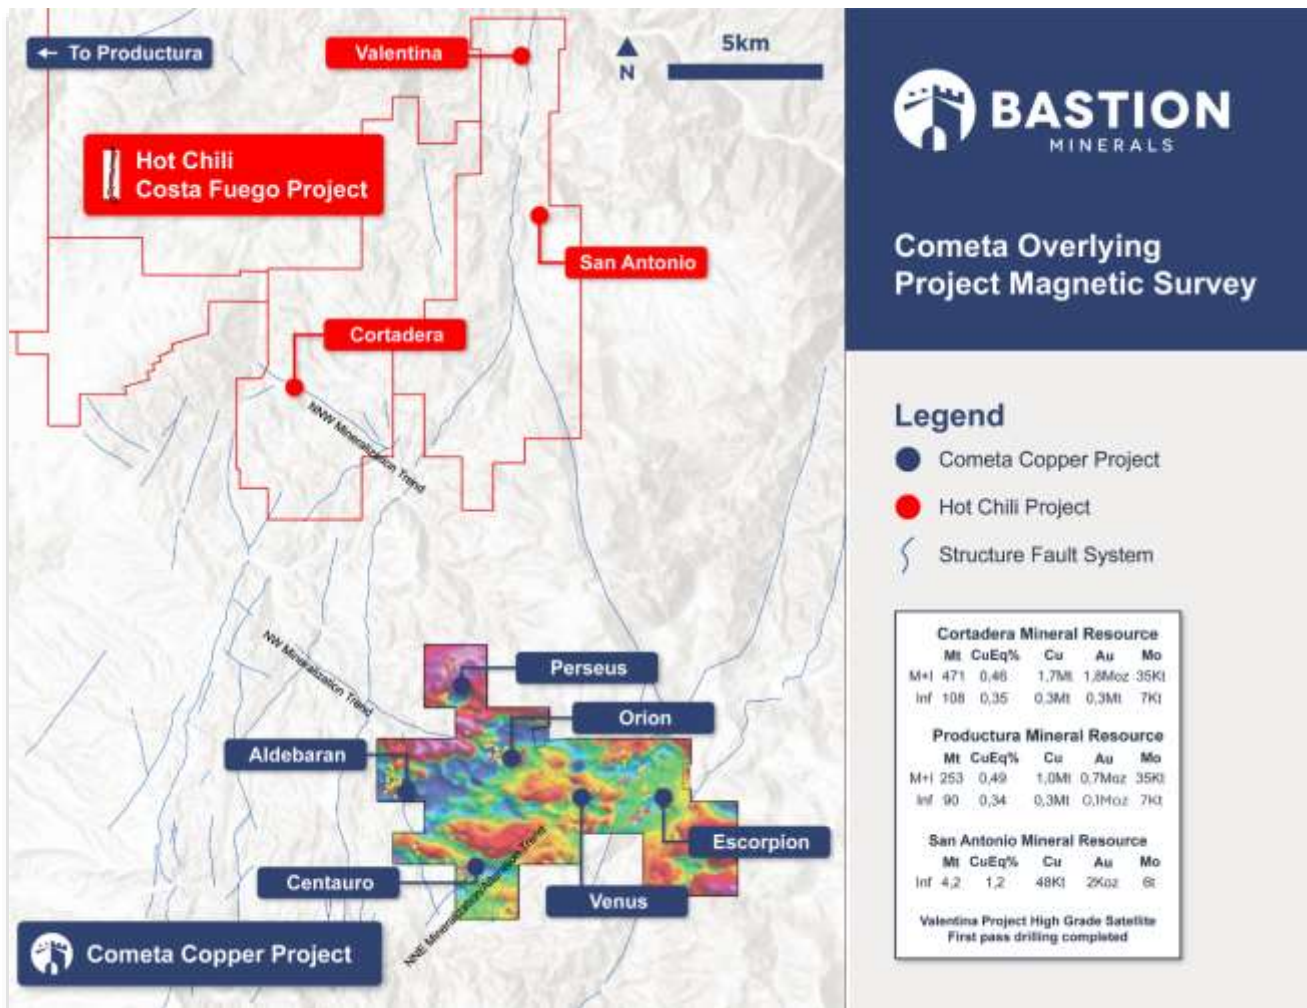 ← To Productura
Valentina
N
5km
Hot Chili
Costa Fuego Project
San Antonio
Cortadera
NNW Mineralization Trend
NW Mineralization Trend
Perseus
Orion
Aldebaran
Escorpion
Centauro
Venus
NNE Mineralization/Alteration Trend
Cometa Copper Project
BASTION
MINERALS
Cometa Overlying
Project Magnetic Survey
Legend
Cometa Copper Project
Hot Chili Project
Structure Fault System
Cortadera Mineral Resource
Mt CuEq% Cu Au Mo
M+I 471 0,46 1,7Mt 1,8Moz 35Kt
Inf 108 0,35 0,3Mt 0,3Mt 7Kt
Productura Mineral Resource
Mt CuEq% Cu Au Mo
M+I 253 0,49 1,0Mt 0,7Moz 35Kt
Inf 90 0,34 0,3Mt 0,1Moz 7Kt
San Antonio Mineral Resource
Mt CuEq% Cu Au Mo
Inf 4,2 1,2 48Kt 2Koz 6t
Valentina Project High Grade Satellite
First pass drilling completed